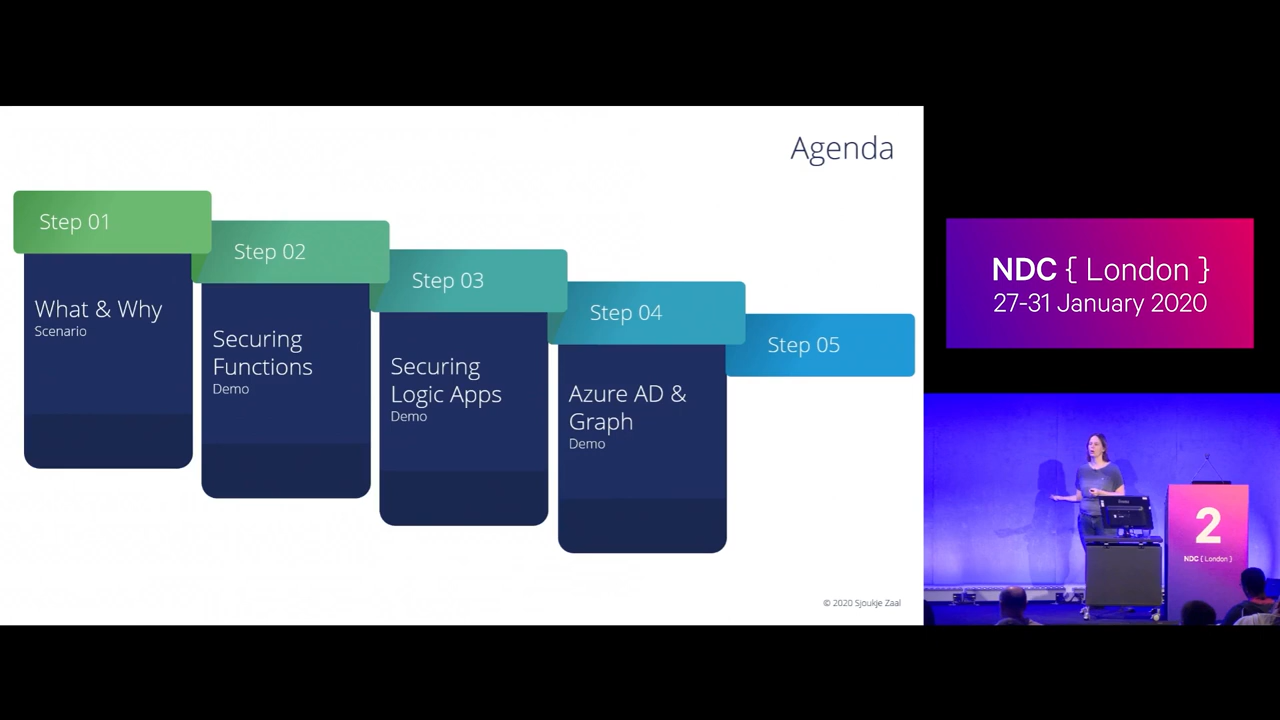 Agenda
Step 01
What & Why
Scenario
Step 02
Securing
Functions
Demo
Step 03
Securing
Logic Apps
Demo
Step 04
Azure AD &
Graph
Demo
Step 05
© 2020 Sjoukje Zaal
NDC { London }
27-31 January 2020
2
NDC { London }